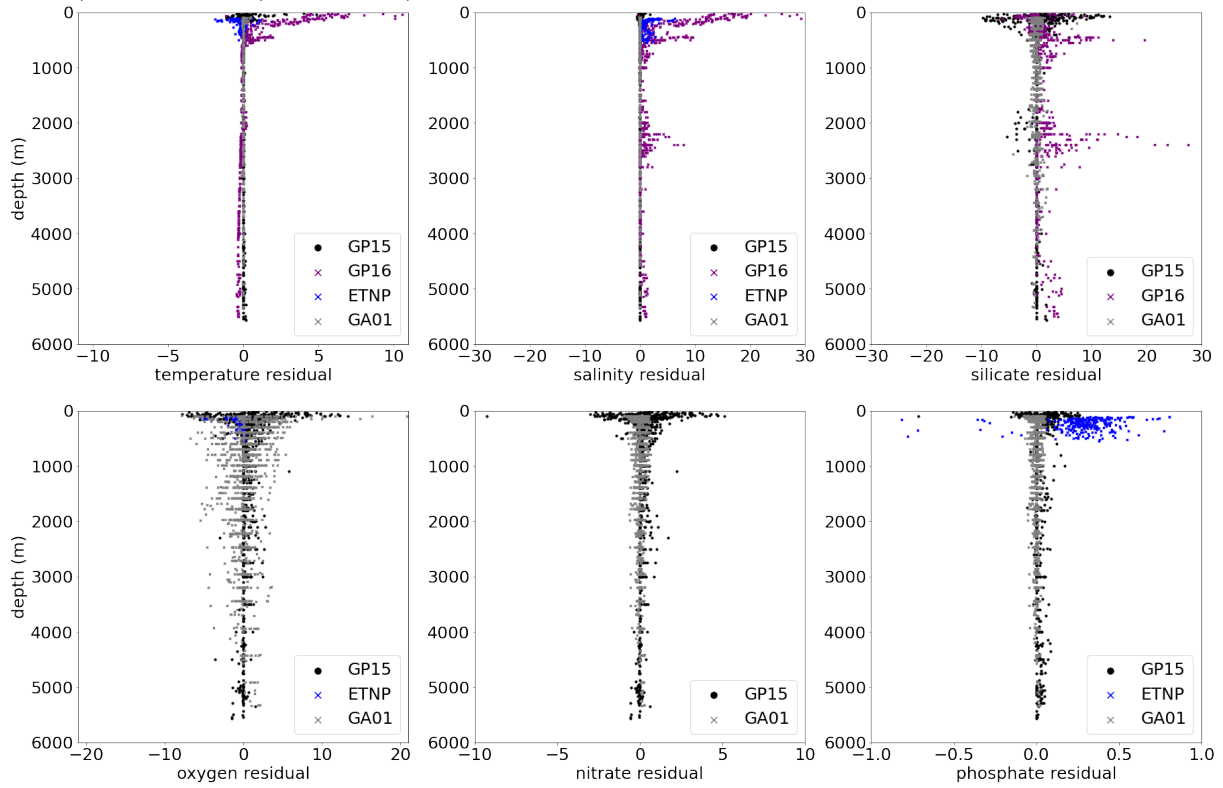 0
1000
2000
3000
4000
5000
6000
depth (m)
−10 −5 0 5 10
temperature residual
GP15
GP16
ETNP
GA01
0
1000
2000
3000
4000
5000
6000
−30 −20 −10 0 10 20 30
salinity residual
GP15
GP16
ETNP
GA01
0
1000
2000
3000
4000
5000
6000
−30 −20 −10 0 10 20 30
silicate residual
GP15
GP16
GA01
0
1000
2000
3000
4000
5000
6000
depth (m)
−20 −10 0 10 20
oxygen residual
GP15
ETNP
GA01
0
1000
2000
3000
4000
5000
6000
−10 −5 0 5 10
nitrate residual
GP15
GA01
0
1000
2000
3000
4000
5000
6000
−1.0 −0.5 0.0 0.5 1.0
phosphate residual
GP15
ETNP
GA01